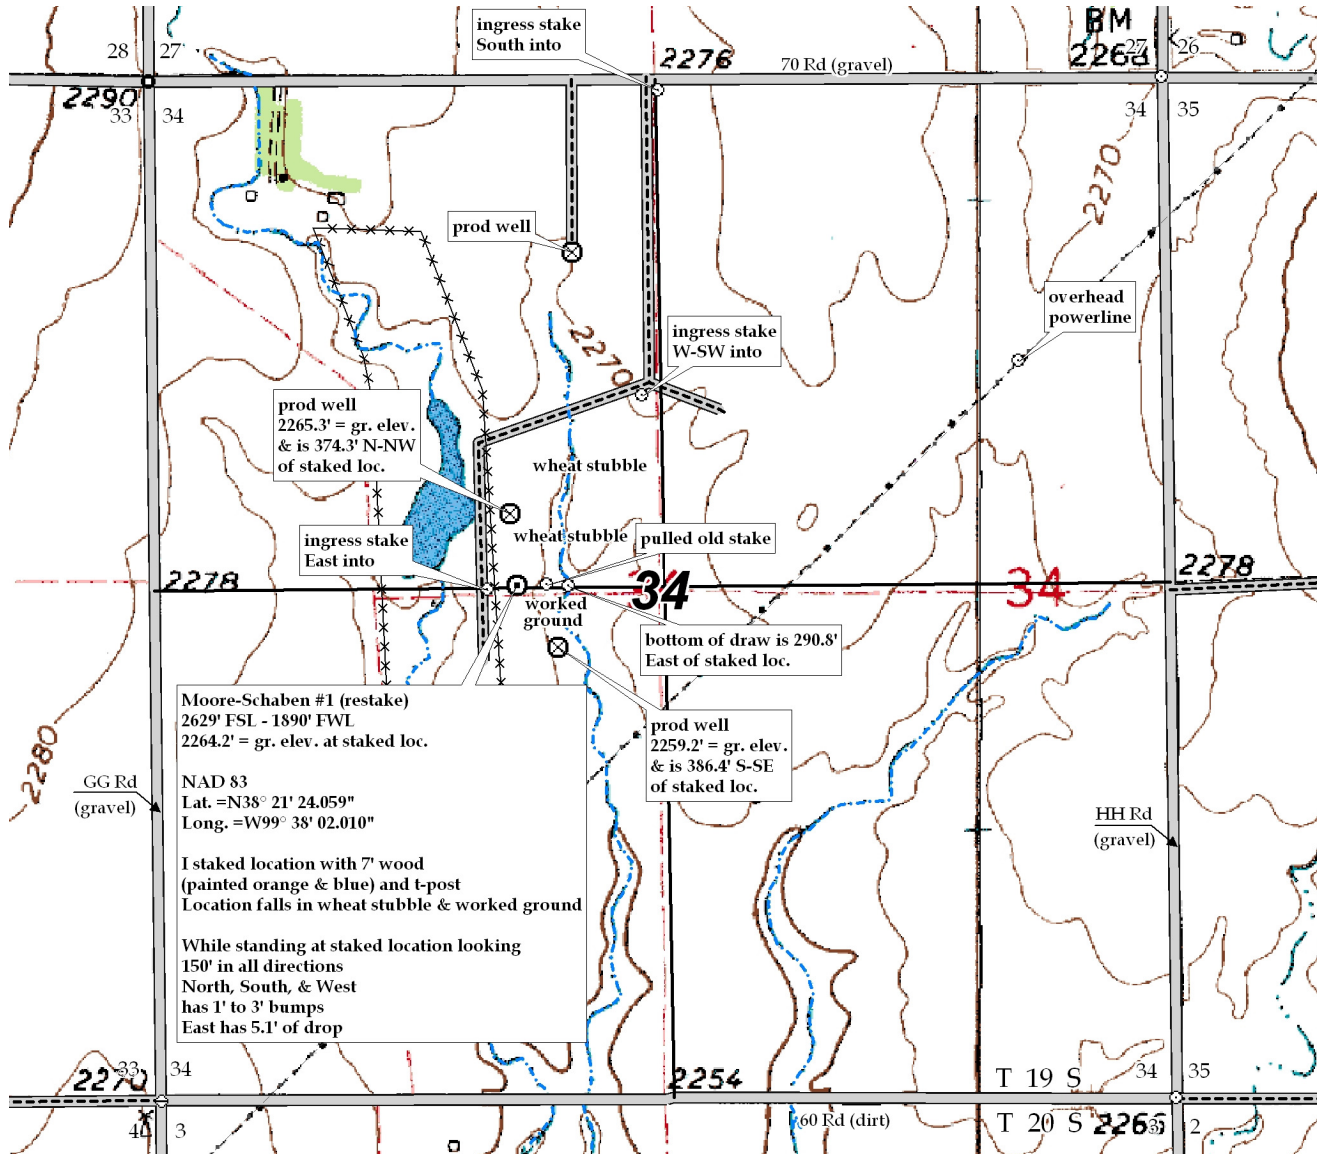 ingress stake
South into
BM
28
27
2276
70 Rd (gravel)
2268
27
26
2290
33
34
34
35
2270
prod well
overhead
powerline
ingress stake
W-SW into
2270
prod well
2265.3' = gr. elev.
& is 374.3' N-NW
of staked loc.
wheat stubble
wheat stubble
pulled old stake
ingress stake
East into
2278
34
34
2278
worked
ground
bottom of draw is 290.8'
East of staked loc.
Moore-Schaben #1 (restake)
2629' FSL - 1890' FWL
2264.2' = gr. elev. at staked loc.
NAD 83
Lat. =N38° 21' 24.059"
Long. =W99° 38' 02.010"
I staked location with 7' wood
(painted orange & blue) and t-post
Location falls in wheat stubble & worked ground
While standing at staked location looking
150' in all directions
North, South, & West
has 1' to 3' bumps
East has 5.1' of drop
prod well
2259.2' = gr. elev.
& is 386.4' S-SE
of staked loc.
2280
GG Rd
(gravel)
HH Rd
(gravel)
33
34
2270
2254
T 19 S
34
35
4
3
60 Rd (dirt)
T 20 S
2266
3
2